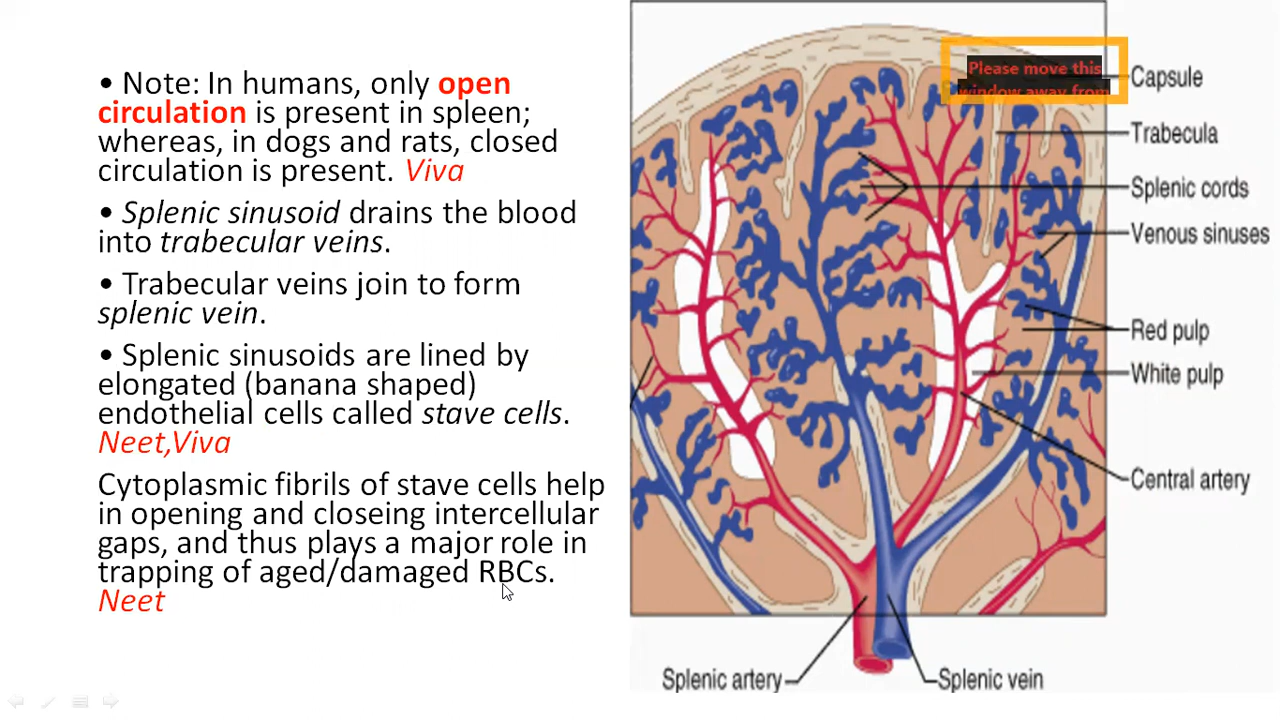 • Note: In humans, only open
circulation is present in spleen;
whereas, in dogs and rats, closed
circulation is present. Viva
• Splenic sinusoid drains the blood
into trabecular veins.
• Trabecular veins join to form
splenic vein.
• Splenic sinusoids are lined by
elongated (banana shaped)
endothelial cells called stave cells.
Neet,Viva
Cytoplasmic fibrils of stave cells help
in opening and closeing intercellular
gaps, and thus plays a major role in
trapping of aged/damaged RBCs.
Neet
Please move this
window away from
Capsule
Trabecula
Splenic cords
Venous sinuses
Red pulp
White pulp
Central artery
Splenic artery
Splenic vein